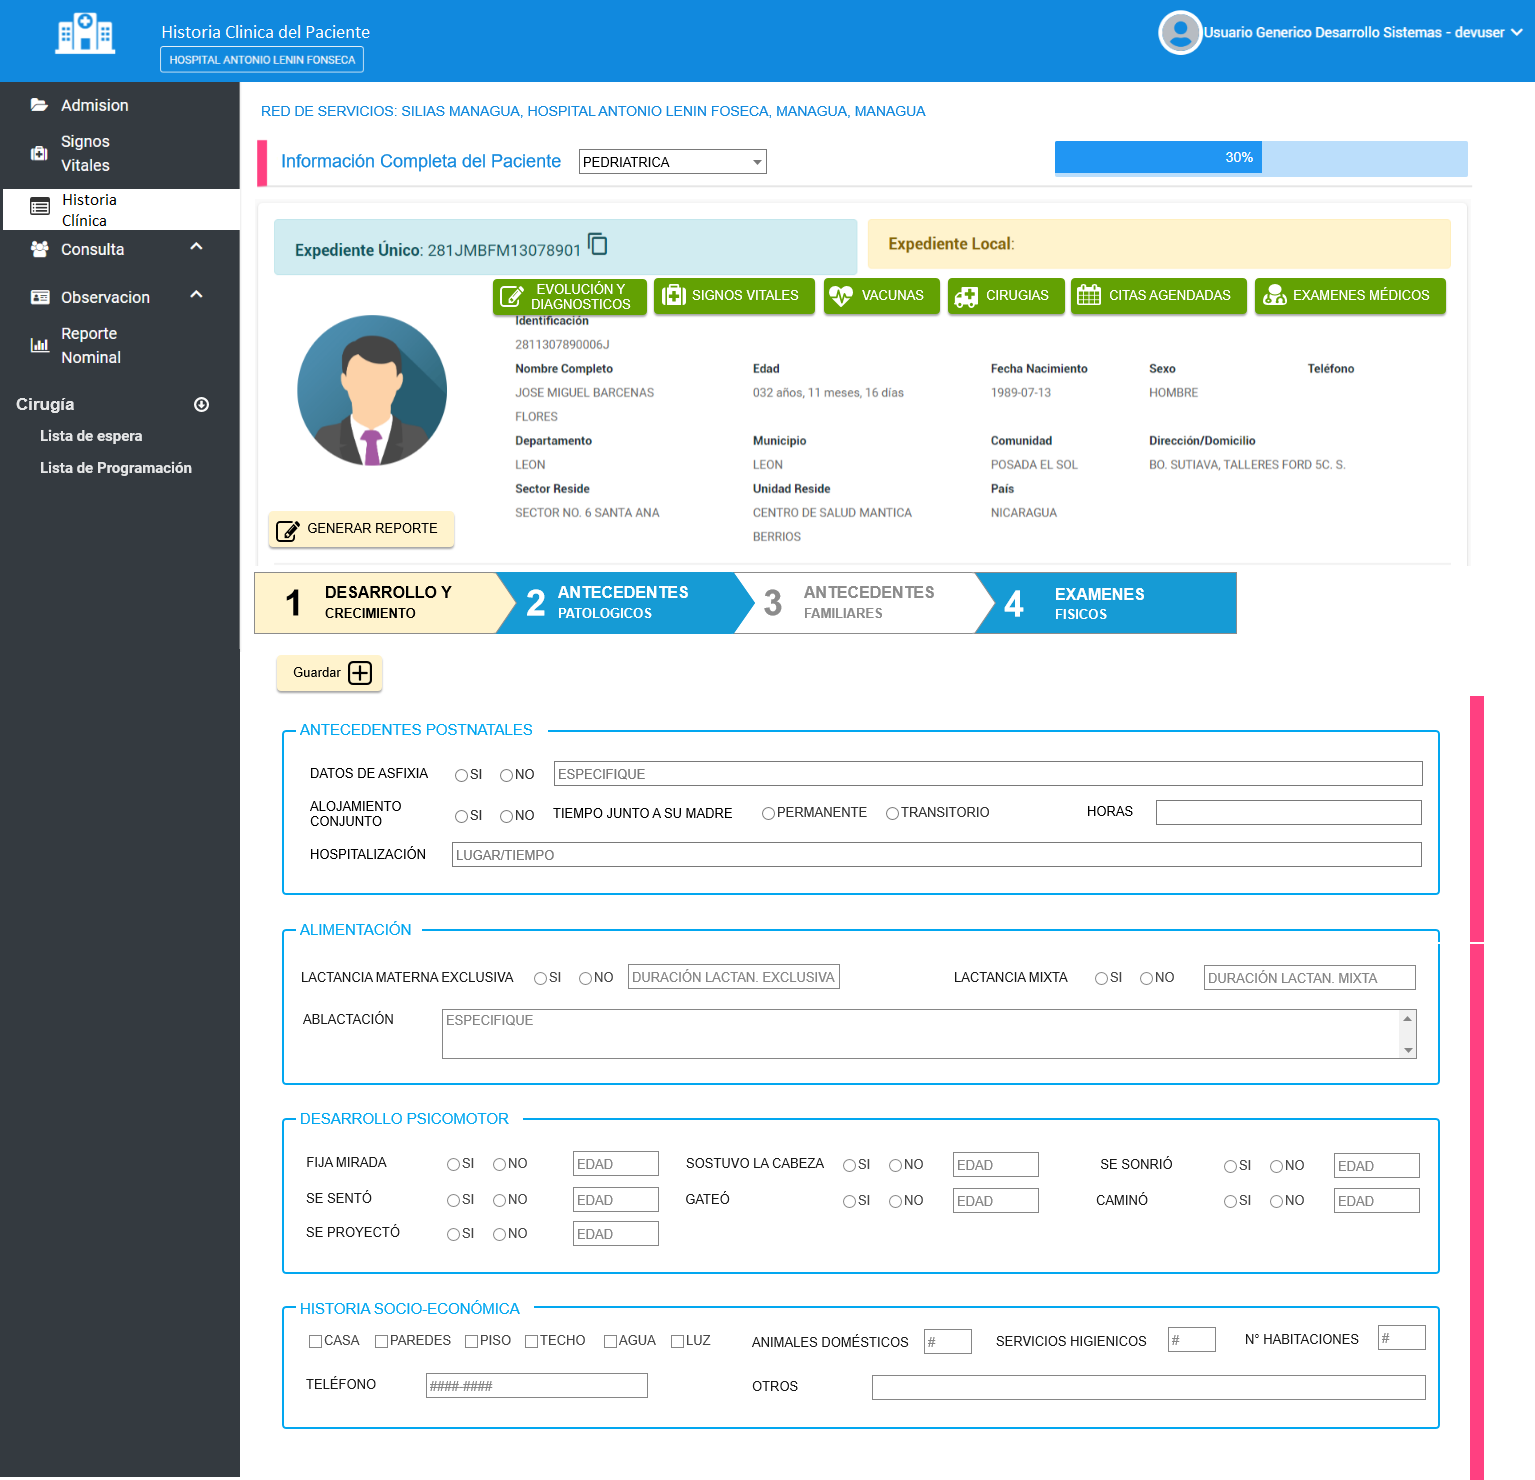 Historia Clinica del Paciente
HOSPITAL ANTONIO LENIN FONSECA
Usuario Generico Desarrollo Sistemas - devuser
Admision
Signos
Vitales
Historia
Clínica
Consulta
Observacion
Reporte
Nominal
Cirugía
Lista de espera
Lista de Programación
RED DE SERVICIOS: SILIAS MANAGUA, HOSPITAL ANTONIO LENIN FOSECA, MANAGUA, MANAGUA
Información Completa del Paciente PEDRIATRICA 30%
Expediente Único: 281JMBFM13078901
Expediente Local:
EVOLUCIÓN Y
DIAGNOSTICOS
SIGNOS VITALES VACUNAS CIRUGIAS CITAS AGENDADAS EXAMENES MÉDICOS
Identificación
2811307890006J
Nombre Completo Edad Fecha Nacimiento Sexo Teléfono
JOSE MIGUEL BARCENAS 032 años, 11 meses, 16 días 1989-07-13 HOMBRE
FLORES
Departamento Municipio Comunidad Dirección/Domicilio
LEON LEON POSADA EL SOL BO. SUTIAVA, TALLERES FORD 5C. S.
Sector Reside Unidad Reside País
SECTOR NO. 6 SANTA ANA CENTRO DE SALUD MANTICA NICARAGUA
BERRIOS
GENERAR REPORTE
1 DESARROLLO Y
CRECIMIENTO
2 ANTECEDENTES
PATOLOGICOS
3 ANTECEDENTES
FAMILIARES
4 EXAMENES
FISICOS
Guardar
ANTECEDENTES POSTNATALES
DATOS DE ASFIXIA SI NO ESPECIFIQUE
ALOJAMIENTO
CONJUNTO SI NO TIEMPO JUNTO A SU MADRE PERMANENTE TRANSITORIO HORAS
HOSPITALIZACIÓN LUGAR/TIEMPO
ALIMENTACIÓN
LACTANCIA MATERNA EXCLUSIVA SI NO DURACIÓN LACTAN. EXCLUSIVA LACTANCIA MIXTA SI NO DURACIÓN LACTAN. MIXTA
ABLACTACIÓN ESPECIFIQUE
DESARROLLO PSICOMOTOR
FIJA MIRADA SI NO EDAD SOSTUVO LA CABEZA SI NO EDAD SE SONRIÓ SI NO EDAD
SE SENTÓ SI NO EDAD GATEÓ SI NO EDAD CAMINÓ SI NO EDAD
SE PROYECTÓ SI NO EDAD
HISTORIA SOCIO-ECONÓMICA
CASA PAREDES PISO TECHO AGUA LUZ ANIMALES DOMÉSTICOS # SERVICIOS HIGIENICOS # N° HABITACIONES #
TELÉFONO ####-#### OTROS